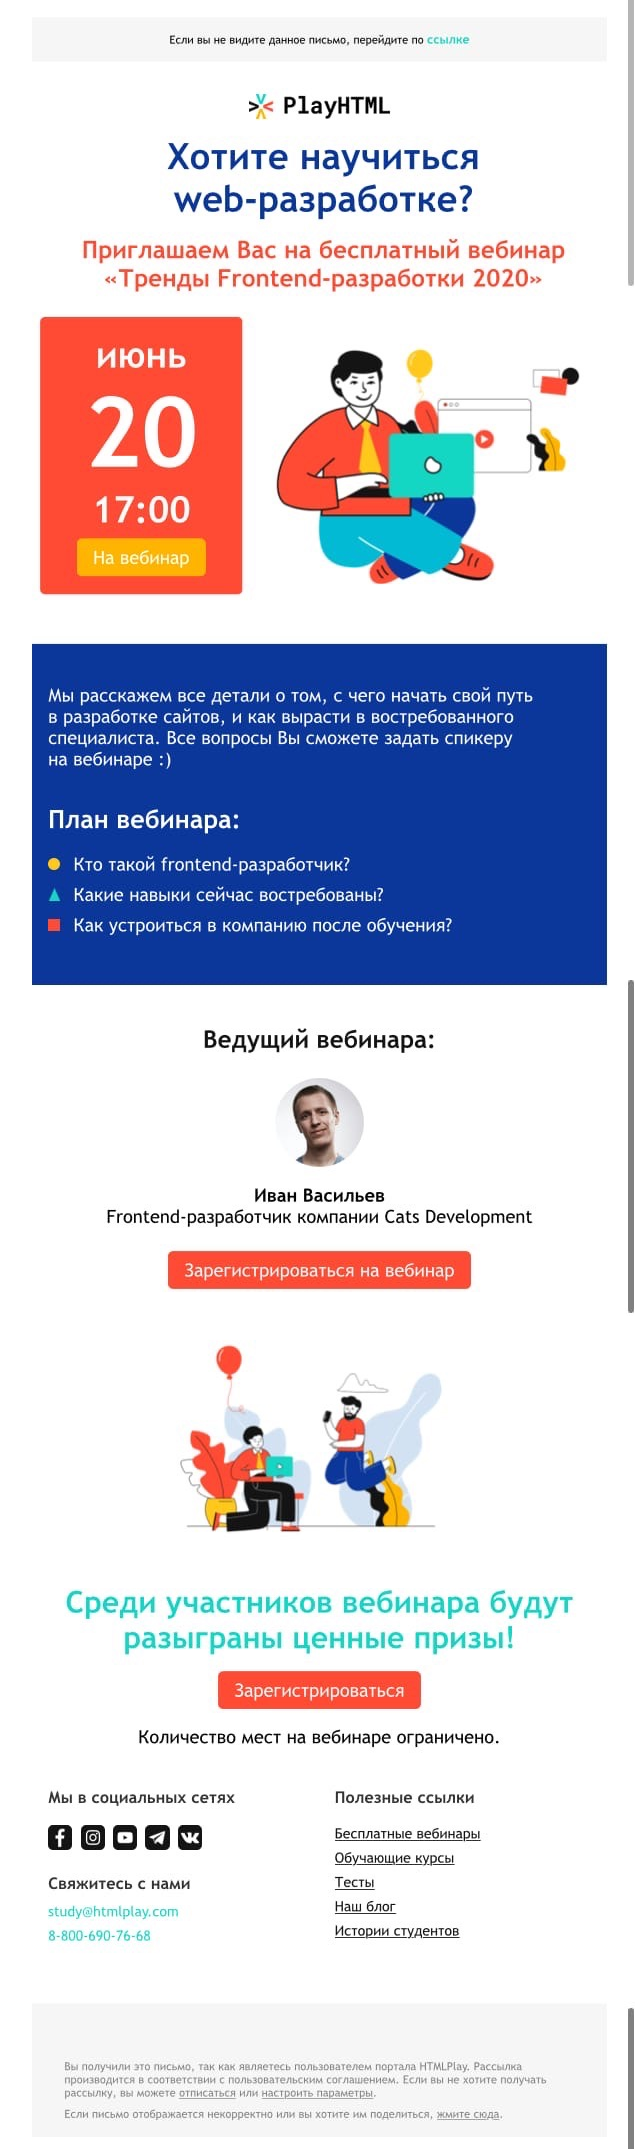 Если вы не видите данное письмо, перейдите по ссылке
PlayHTML
Хотите научиться
web-разработке?
Приглашаем Вас на бесплатный вебинар
«Тренды Frontend-разработки 2020»
ИЮНЬ
20
17:00
На вебинар
Мы расскажем все детали о том, с чего начать свой путь
в разработке сайтов, и как вырасти в востребованного
специалиста. Все вопросы Вы сможете задать спикеру
на вебинаре :)
План вебинара:
Кто такой frontend-разработчик?
Какие навыки сейчас востребованы?
Как устроиться в компанию после обучения?
Ведущий вебинара:
Иван Васильев
Frontend-разработчик компании Cats Development
Зарегистрироваться на вебинар
Среди участников вебинара будут
разыграны ценные призы!
Зарегистрироваться
Количество мест на вебинаре ограничено.
Мы в социальных сетях
Свяжитесь с нами
study@htmlplay.com
8-800-690-76-68
Полезные ссылки
Бесплатные вебинары
Обучающие курсы
Тесты
Наш блог
Истории студентов
Вы получили это письмо, так как являетесь пользователем портала HTMLPlay. Рассылка
производится в соответствии с пользовательским соглашением. Если вы не хотите получать
рассылку, вы можете отписаться или настроить параметры.
Если письмо отображается некорректно или вы хотите им поделиться, жмите сюда.